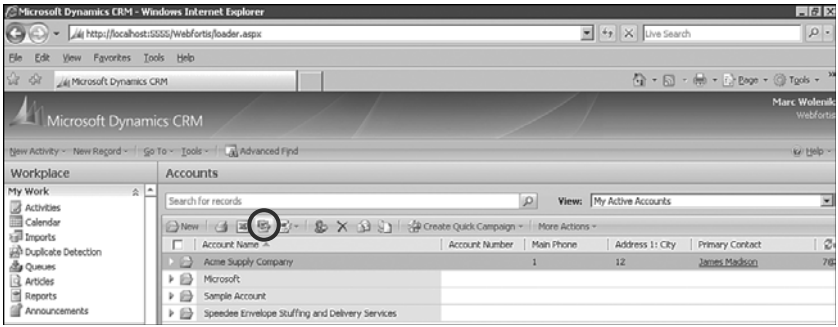 Microsoft Dynamics CRM - Windows Internet Explorer
http://localhost:5555/Webfortis/loader.aspx
Live Search
File Edit View Favorites Tools Help
Microsoft Dynamics CRM
Page Tools
Marc Wolenik
Microsoft Dynamics CRM
Webfortis
New Activity New Record Go To Tools Advanced Find Help
Workplace Accounts
My Work
Search for records View: My Active Accounts
Activities
Calendar
New Create Quick Campaign More Actions
Imports
Account Name Account Number Main Phone Address 1: City Primary Contact
Duplicate Detection
Acme Supply Company 1 12 James Madison
Queues
Microsoft
Articles
Sample Account
Reports
Announcements
Speedee Envelope Stuffing and Delivery Services